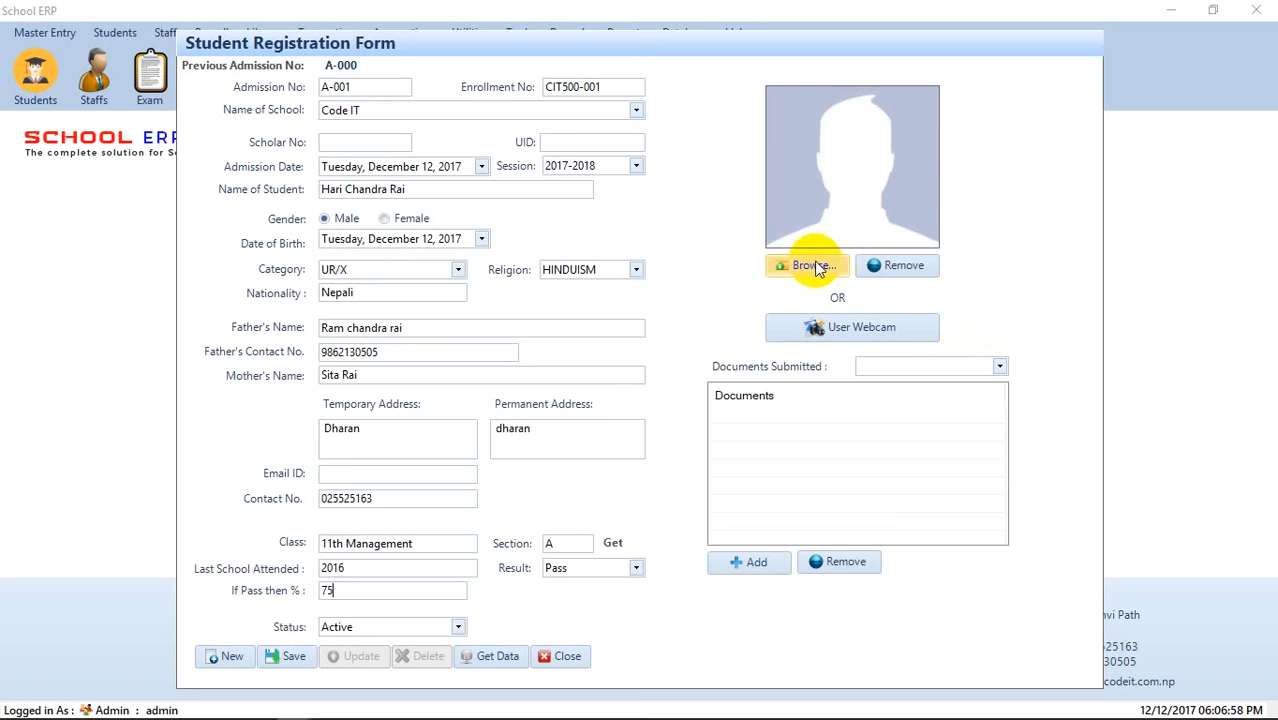 School ERP
Master Entry Students Staff
Students Staffs Exam
SCHOOL ERP
The complete solution for S
Student Registration Form
Previous Admission No: A-000
Admission No: A-001 Enrollment No: CIT500-001
Name of School: Code IT
Scholar No: UID:
Admission Date: Tuesday, December 12, 2017 Session: 2017-2018
Name of Student: Hari Chandra Rai
Gender: Male Female
Date of Birth: Tuesday, December 12, 2017
Category: UR/X Religion: HINDUISM
Nationality : Nepali
Father's Name: Ram chandra rai
Father's Contact No. 9862130505
Mother's Name: Sita Rai
Temporary Address: Permanent Address:
Dharan dharan
Email ID:
Contact No. 025525163
Class: 11th Management Section: A Get
Last School Attended : 2016 Result: Pass
If Pass then % : 75
Status: Active
New Save Update Delete Get Data Close
Browse... Remove
OR
User Webcam
Documents Submitted :
Documents
Add Remove
nvi Path
25163
30505
codeit.com.np
Logged in As : Admin : admin 12/12/2017 06:06:58 PM